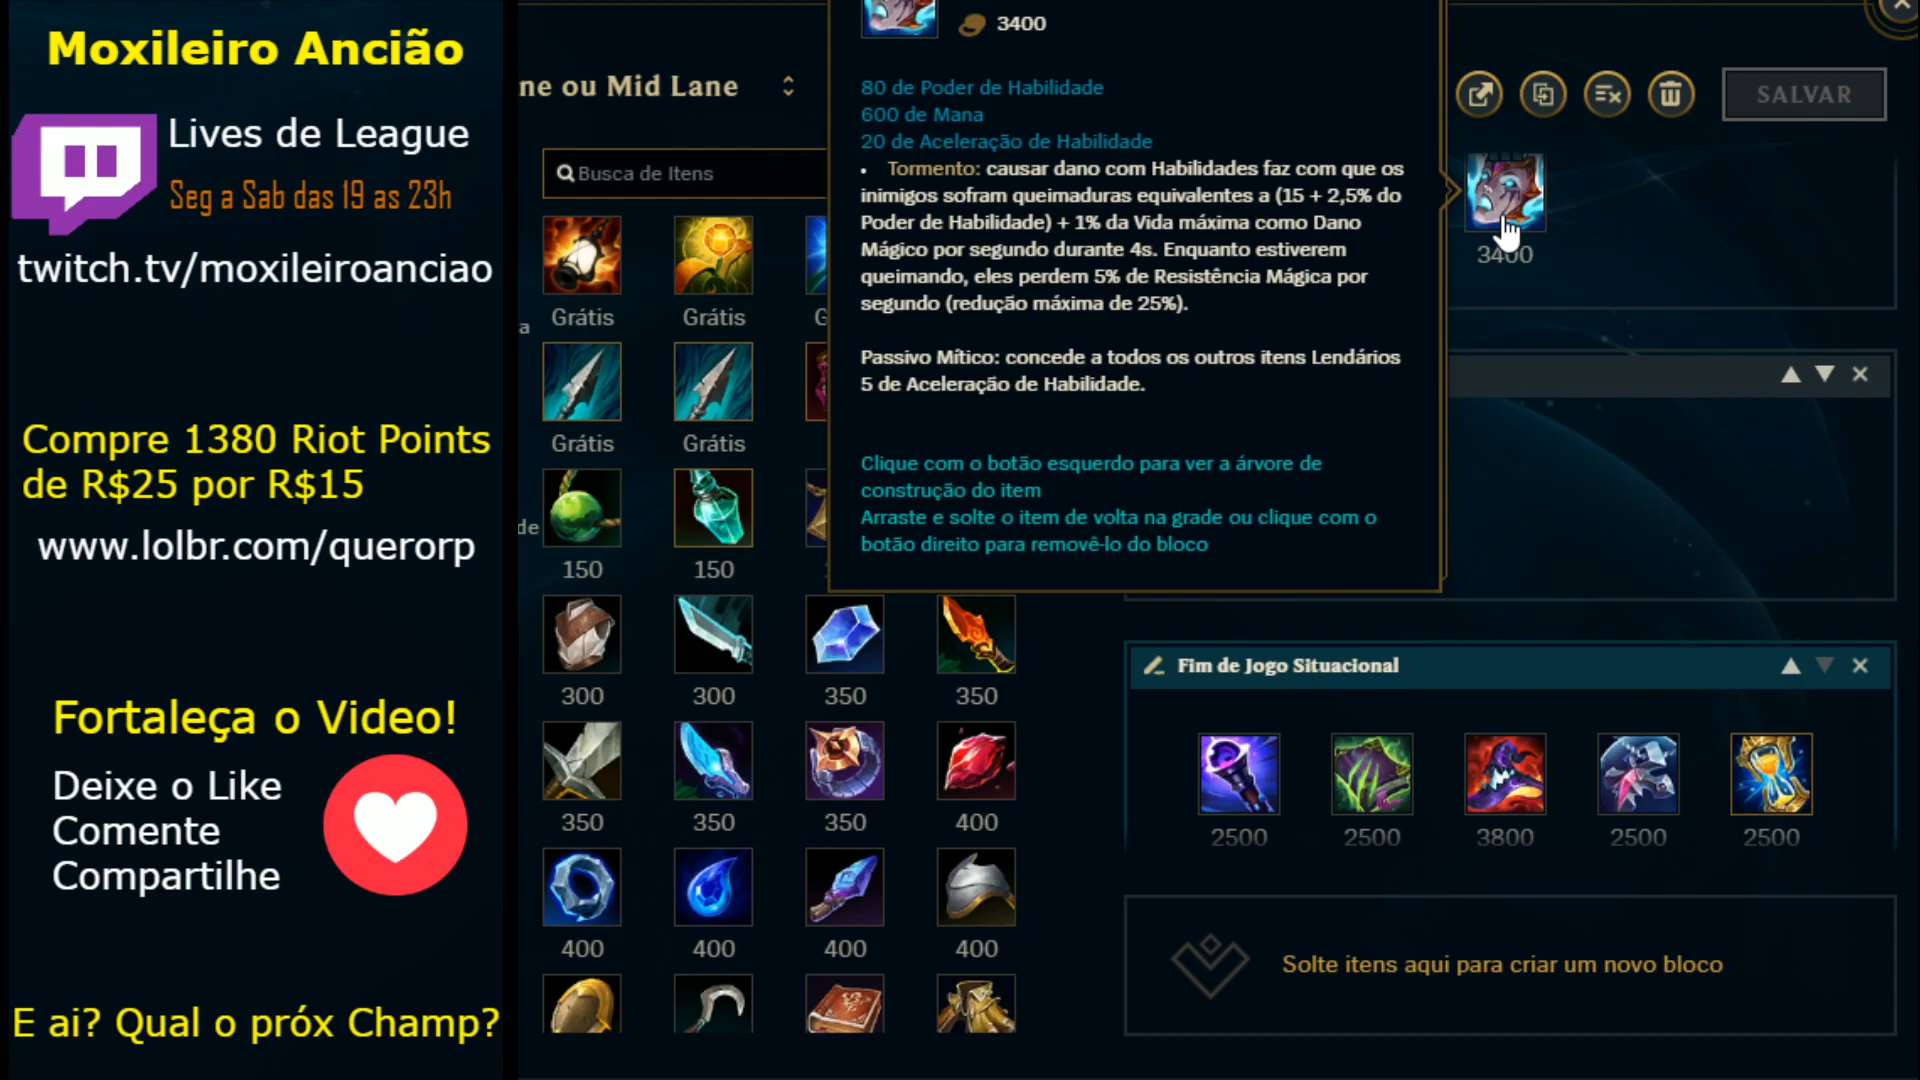 Moxileiro Ancião
Lives de League
Seg a Sab das 19 as 23h
twitch.tv/moxileiroanciao
Compre 1380 Riot Points
de R$25 por R$15
www.lolbr.com/querorp
Fortaleça o Video!
Deixe o Like
Comente
Compartilhe
E ai? Qual o próx Champ?
ne ou Mid Lane
SALVAR
Busca de Itens
3400
80 de Poder de Habilidade
600 de Mana
20 de Aceleração de Habilidade
• Tormento: causar dano com Habilidades faz com que os
inimigos sofram queimaduras equivalentes a (15 + 2,5% do
Poder de Habilidade) + 1% da Vida máxima como Dano
Mágico por segundo durante 4s. Enquanto estiverem
queimando, eles perdem 5% de Resistência Mágica por
segundo (redução máxima de 25%).
Passivo Mítico: concede a todos os outros itens Lendários
5 de Aceleração de Habilidade.
Clique com o botão esquerdo para ver a árvore de
construção do item
Arraste e solte o item de volta na grade ou clique com o
botão direito para removê-lo do bloco
3400
a
Grátis Grátis G
Grátis Grátis
de
150 150
300 300 350 350
350 350 350 400
400 400 400 400
Fim de Jogo Situacional
2500 2500 3800 2500 2500
Solte itens aqui para criar um novo bloco